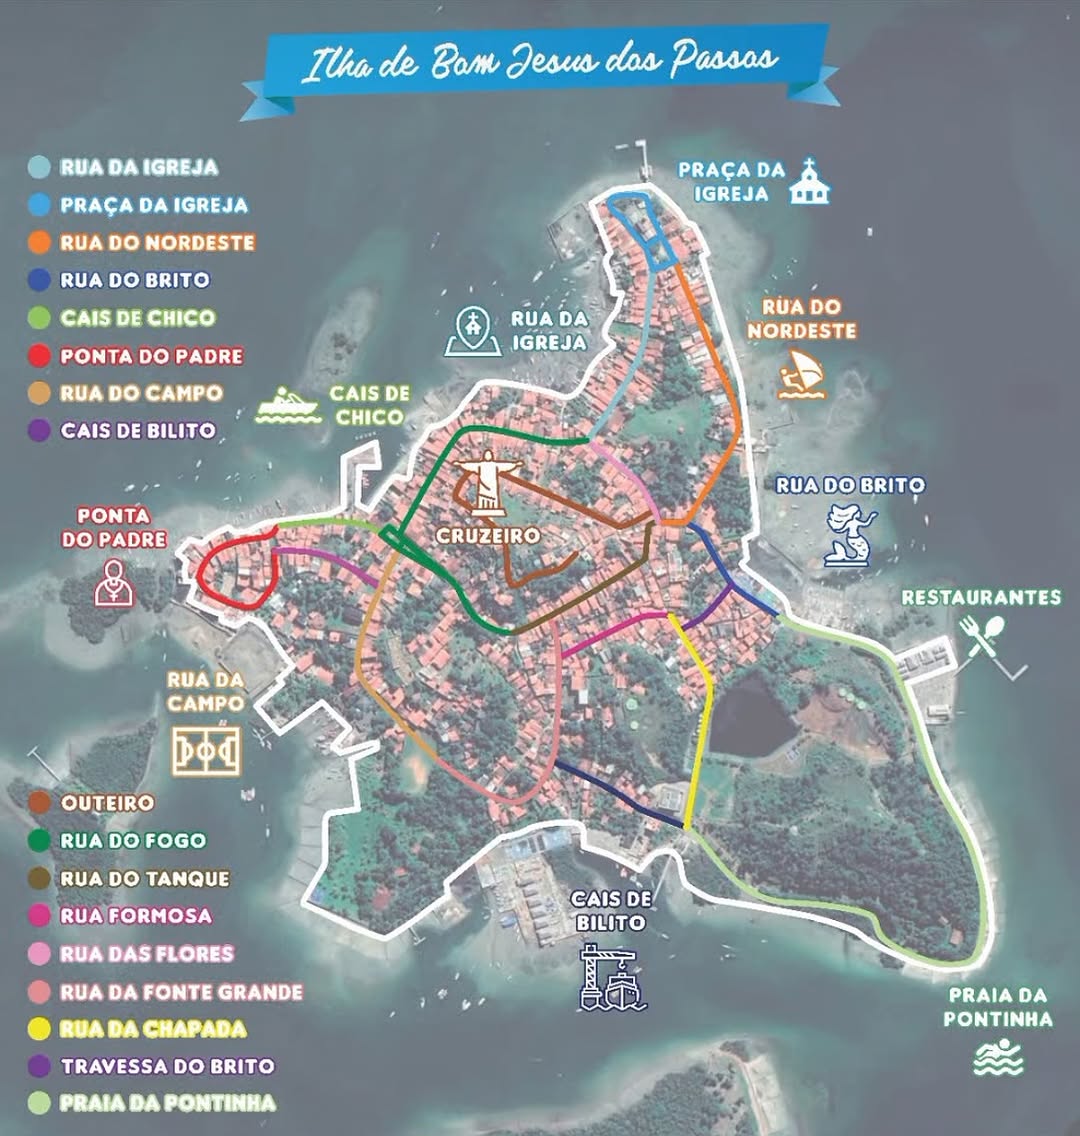 Ilha de Bom Jesus dos Passos
RUA DA IGREJA
PRAÇA DA IGREJA
RUA DO NORDESTE
RUA DO BRITO
CAIS DE CHICO
PONTA DO PADRE
RUA DO CAMPO
CAIS DE BILITO
PRAÇA DA
IGREJA
RUA DA
IGREJA
RUA DO
NORDESTE
CAIS DE
CHICO
CRUZEIRO
RUA DO BRITO
PONTA
DO PADRE
RESTAURANTES
RUA DA
CAMPO
OUTEIRO
RUA DO FOGO
RUA DO TANQUE
RUA FORMOSA
RUA DAS FLORES
RUA DA FONTE GRANDE
RUA DA CHAPADA
TRAVESSA DO BRITO
PRAIA DA PONTINHA
CAIS DE
BILITO
PRAIA DA
PONTINHA